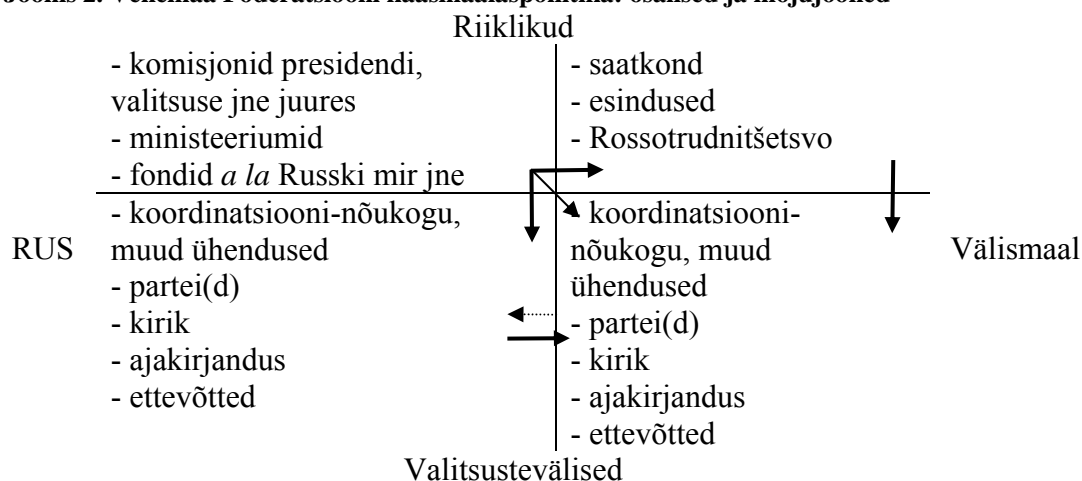 Joonis 2. Venemaa Föderatsiooni kaasmaalaspoliitika: osalised ja mõjujooned
Riiklikud
- komisjonid presidendi,
valitsuse jne juures
- ministeeriumid
- fondid a la Russki mir jne
- saatkond
- esindused
- Rossotrudnitšetsvo
RUS
- koordinatsiooni-nõukogu,
muud ühendused
- partei(d)
- kirik
- ajakirjandus
- ettevõtted
- koordinatsiooni-
nõukogu, muud
ühendused
- partei(d)
- kirik
- ajakirjandus
- ettevõtted
Välismaal
Valitsustevälised